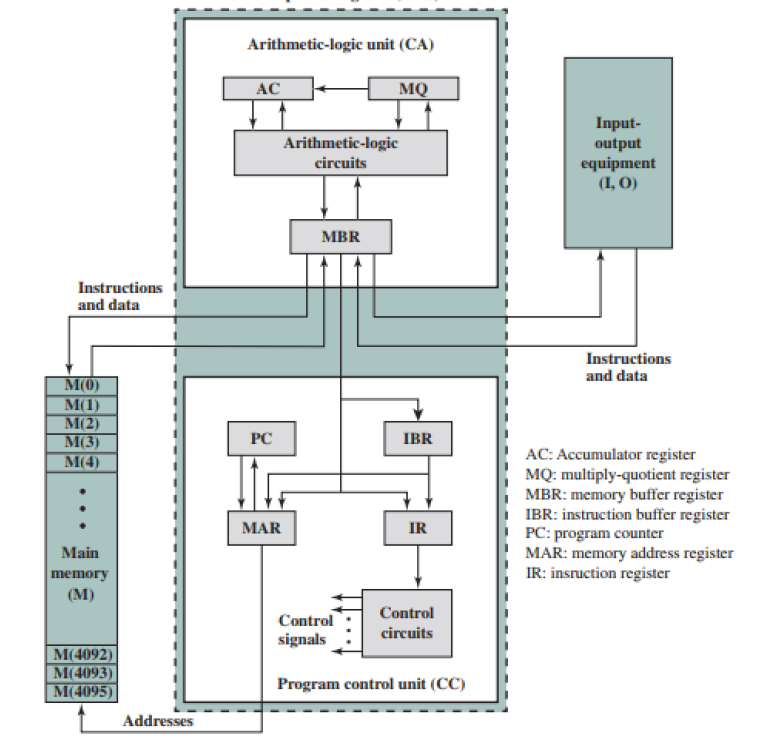 Arithmetic-logic unit (CA)
AC
MQ
Arithmetic-logic
circuits
MBR
Input-
output
equipment
(I, O)
Instructions
and data
Instructions
and data
M(0)
M(1)
M(2)
M(3)
M(4)
Main
memory
(M)
M(4092)
M(4093)
M(4095)
PC
IBR
MAR
IR
Control
signals
Control
circuits
Program control unit (CC)
Addresses
AC: Accumulator register
MQ: multiply-quotient register
MBR: memory buffer register
IBR: instruction buffer register
PC: program counter
MAR: memory address register
IR: insruction register